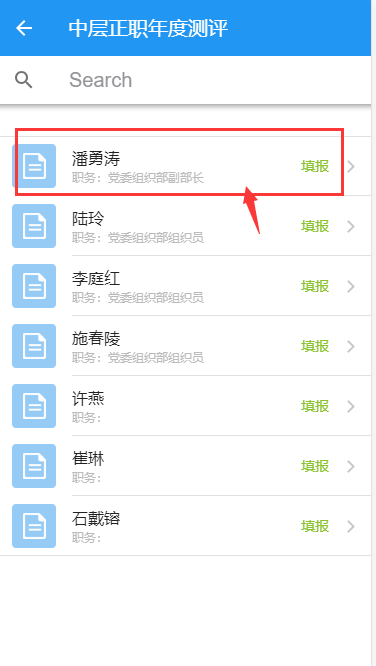 中层正职年度测评
Search
潘勇涛
职务：党委组织部副部长
填报
陆玲
职务：党委组织部组织员
填报
李庭红
职务：党委组织部组织员
填报
施春陵
职务：党委组织部组织员
填报
许燕
职务：
填报
崔琳
职务：
填报
石戴镕
职务：
填报